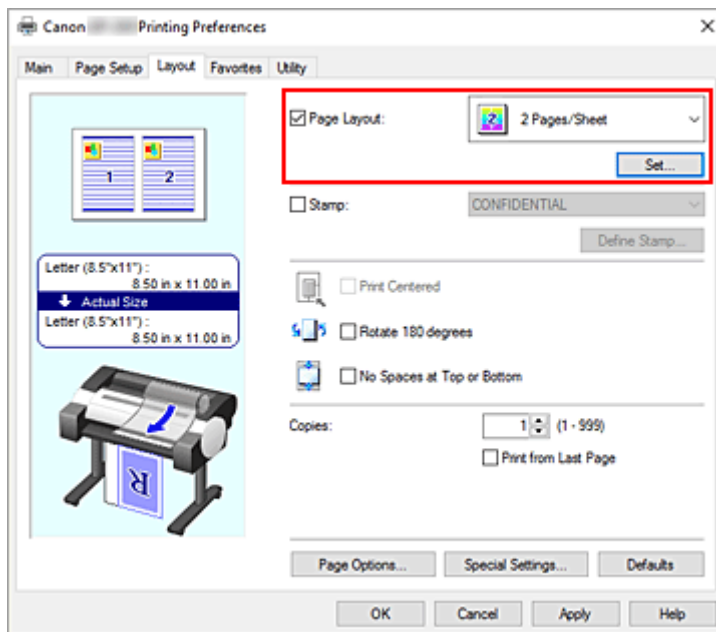 Canon Printing Preferences
Main Page Setup Layout Favorites Utility
1 2
Page Layout: 2 2 Pages/Sheet
Set...
Stamp: CONFIDENTIAL
Define Stamp...
Letter (8.5"x11") :
8.50 in x 11.00 in
Actual Size
Letter (8.5"x11") :
8.50 in x 11.00 in
Print Centered
Rotate 180 degrees
No Spaces at Top or Bottom
R
Copies: 1 (1 - 999)
Print from Last Page
Page Options... Special Settings... Defaults
OK Cancel Apply Help